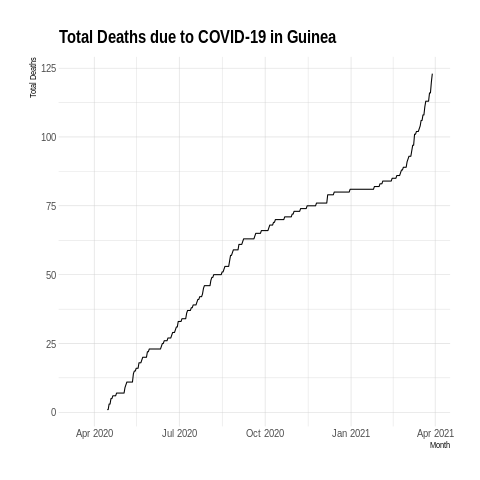 Total Deaths due to COVID-19 in Guinea
Total Deaths
125
100
75
50
25
0
Apr 2020
Jul 2020
Oct 2020
Jan 2021
Apr 2021
Month